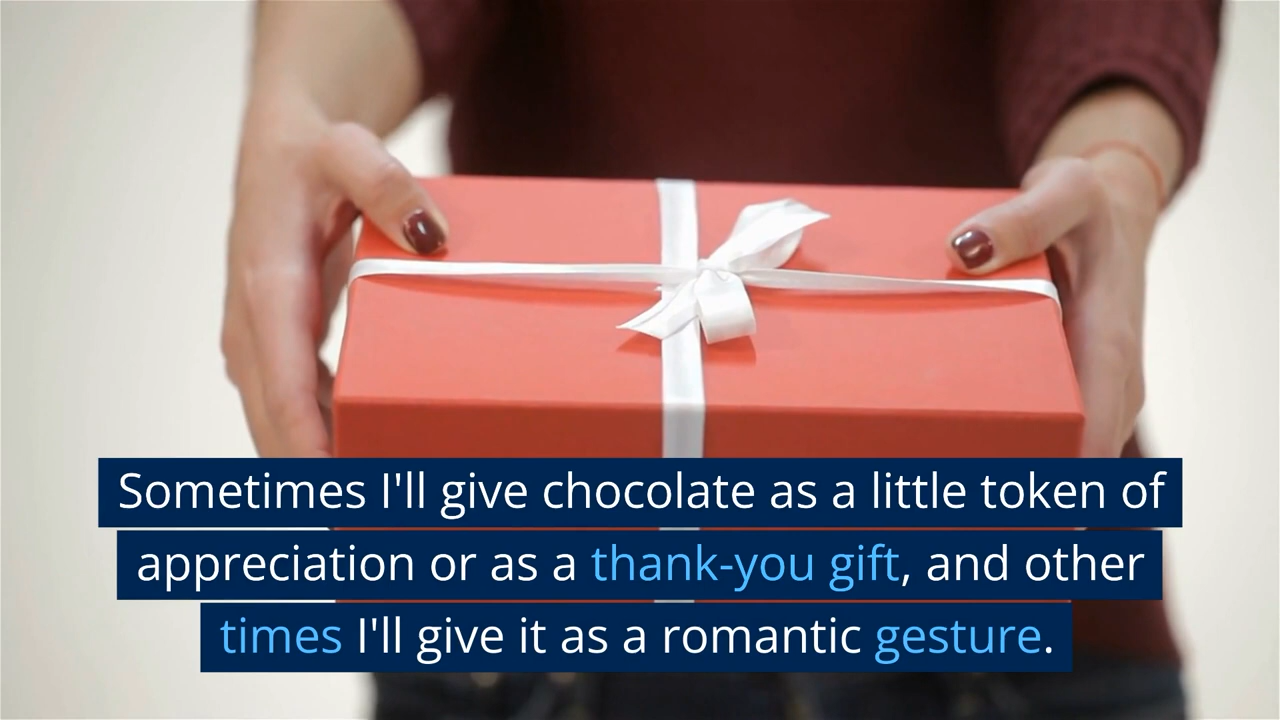 Sometimes I'll give chocolate as a little token of
appreciation or as a thank-you gift, and other
times I'll give it as a romantic gesture.